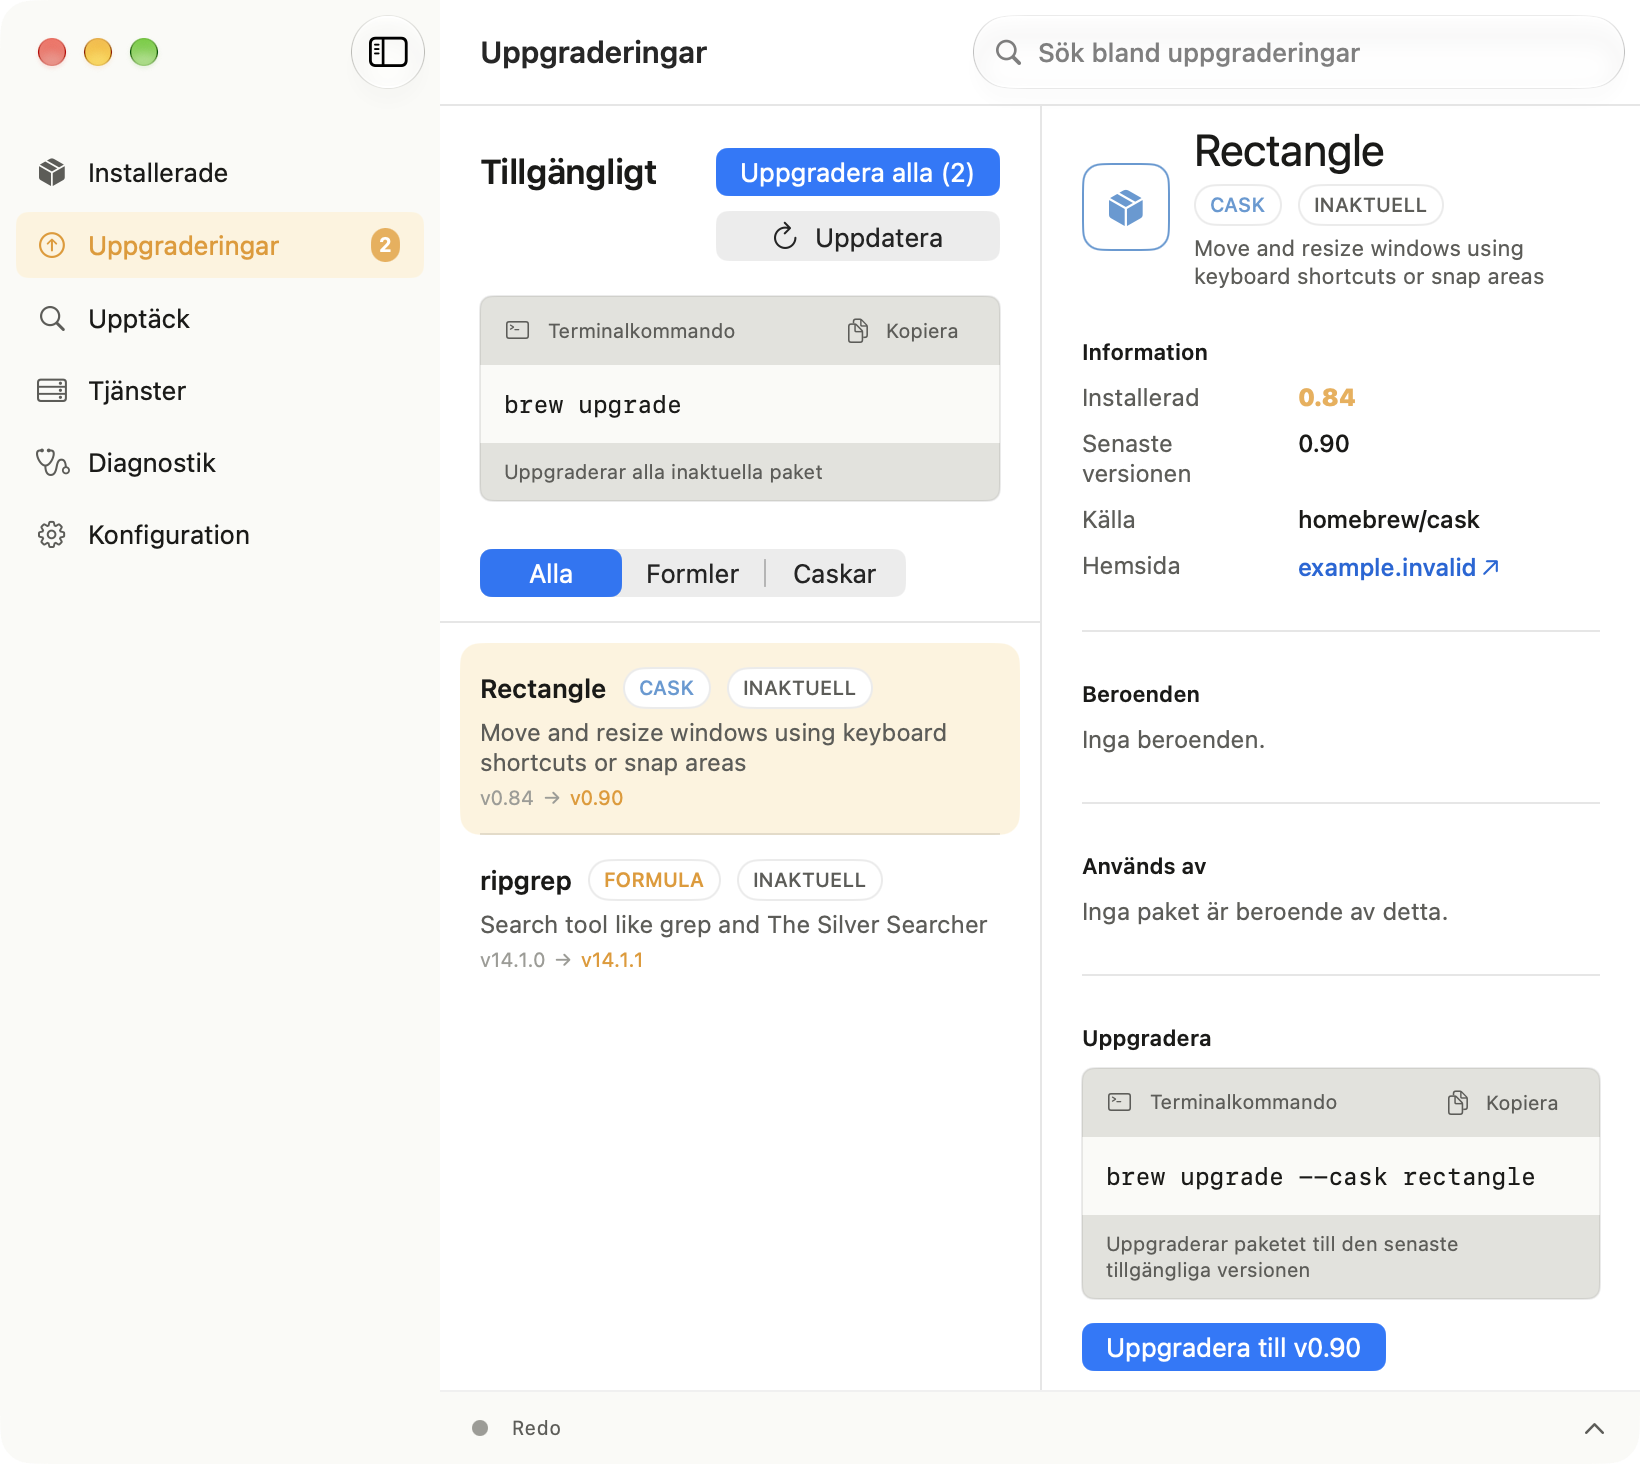 Uppgraderingar
Sök bland uppgraderingar
Installerade
Uppgraderingar 2
Upptäck
Tjänster
Diagnostik
Konfiguration
Tillgängligt
Uppgradera alla (2)
Uppdatera
Terminalkommando Kopiera
brew upgrade
Uppgraderar alla inaktuella paket
Alla Formler Caskar
Rectangle CASK INAKTUELL
Move and resize windows using keyboard
shortcuts or snap areas
v0.84 → v0.90
ripgrep FORMULA INAKTUELL
Search tool like grep and The Silver Searcher
v14.1.0 → v14.1.1
Rectangle
CASK INAKTUELL
Move and resize windows using
keyboard shortcuts or snap areas
Information
Installerad 0.84
Senaste versionen 0.90
Källa homebrew/cask
Hemsida example.invalid ↗
Beroenden
Inga beroenden.
Används av
Inga paket är beroende av detta.
Uppgradera
Terminalkommando Kopiera
brew upgrade --cask rectangle
Uppgraderar paketet till den senaste
tillgängliga versionen
Uppgradera till v0.90
Redo